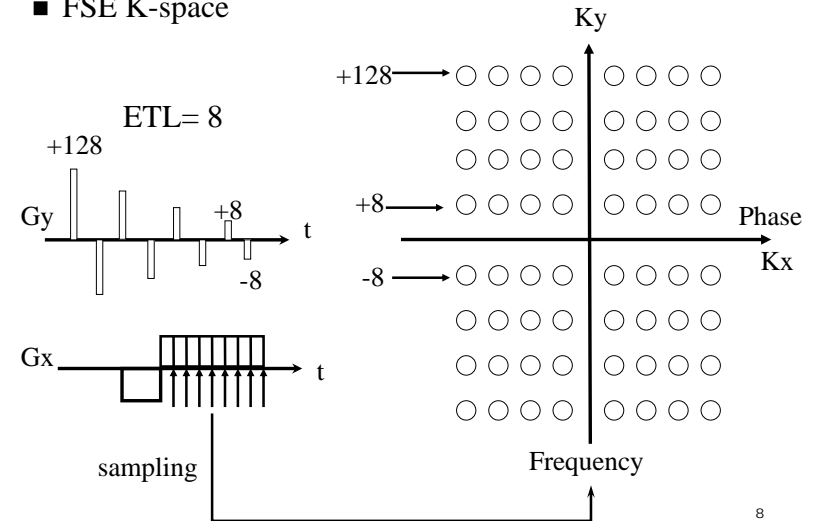 ■ FSE K-space
Ky
+128
ETL= 8
+128
Gy
+8
t
-8
+8
Phase
Kx
-8
Gx
t
sampling
Frequency
8